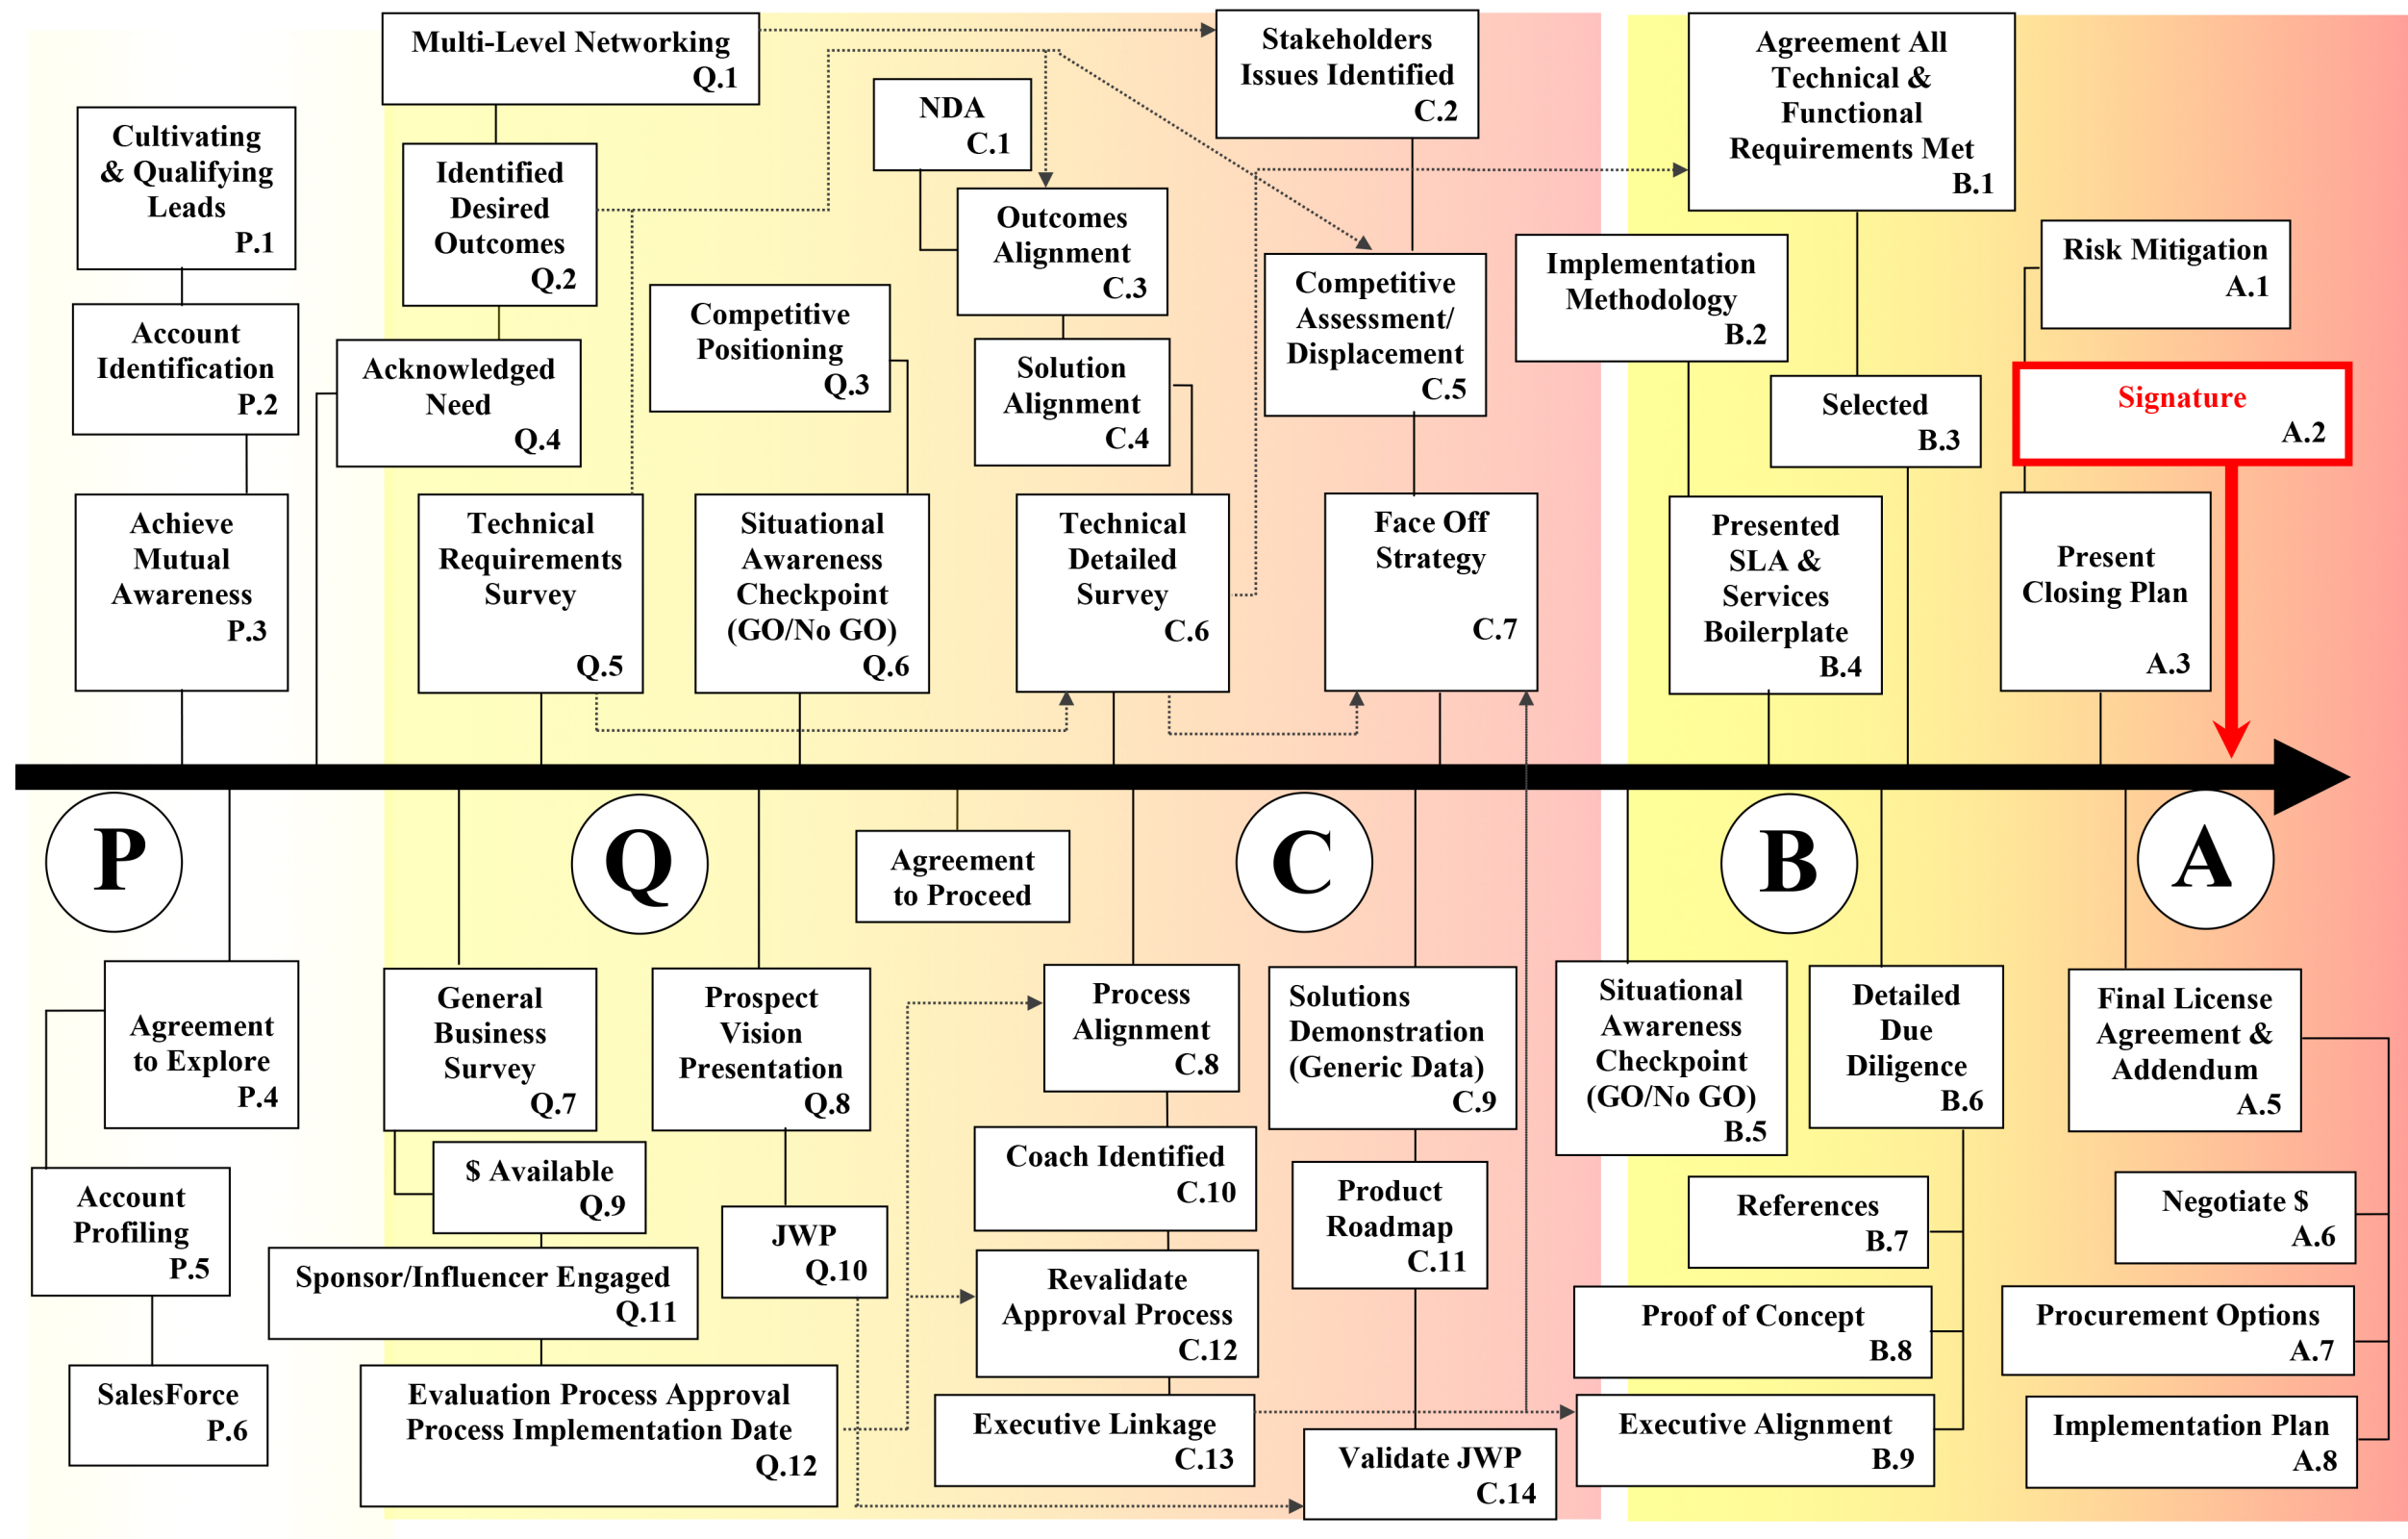 Multi-Level Networking
Q.1
Stakeholders
Issues Identified
C.2
Agreement All
Technical &
Functional
Requirements Met
B.1
Cultivating
& Qualifying
Leads
P.1
NDA
C.1
Identified
Desired
Outcomes
Q.2
Outcomes
Alignment
C.3
Risk Mitigation
A.1
Account
Identification
P.2
Competitive
Positioning
Q.3
Competitive
Assessment/
Displacement
C.5
Implementation
Methodology
B.2
Acknowledged
Need
Q.4
Solution
Alignment
C.4
Selected
B.3
Signature
A.2
Achieve
Mutual
Awareness
P.3
Technical
Requirements
Survey
Q.5
Situational
Awareness
Checkpoint
(GO/No GO)
Q.6
Technical
Detailed
Survey
C.6
Face Off
Strategy
C.7
Presented
SLA &
Services
Boilerplate
B.4
Present
Closing Plan
A.3
P
Q
C
B
A
Agreement
to Proceed
Agreement
to Explore
P.4
General
Business
Survey
Q.7
Prospect
Vision
Presentation
Q.8
Process
Alignment
C.8
Solutions
Demonstration
(Generic Data)
C.9
Situational
Awareness
Checkpoint
(GO/No GO)
B.5
Detailed
Due
Diligence
B.6
Final License
Agreement &
Addendum
A.5
Account
Profiling
P.5
$ Available
Q.9
JWP
Q.10
Coach Identified
C.10
Product
Roadmap
C.11
References
B.7
Negotiate $
A.6
Sponsor/Influencer Engaged
Q.11
Revalidate
Approval Process
C.12
Proof of Concept
B.8
Procurement Options
A.7
SalesForce
P.6
Evaluation Process Approval
Process Implementation Date
Q.12
Executive Linkage
C.13
Validate JWP
C.14
Executive Alignment
B.9
Implementation Plan
A.8